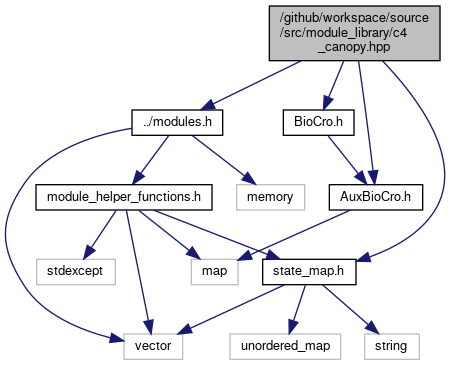 /github/workspace/source
/src/module_library/c4
_canopy.hpp
../modules.h
BioCro.h
module_helper_functions.h
memory
AuxBioCro.h
stdexcept
map
state_map.h
vector
unordered_map
string